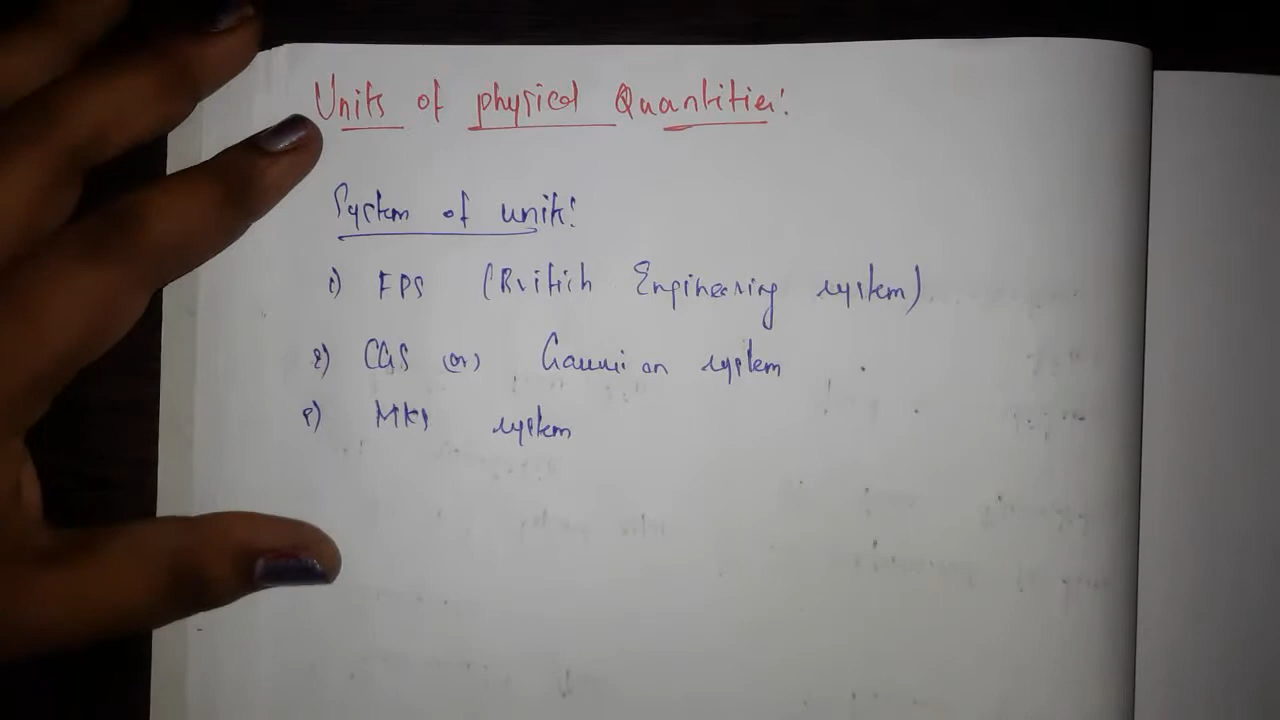 Units of physical Quantities:
System of units:
1) FPS (British Engineering system)
2) CGS (or) Gaussian system
3) MKS system